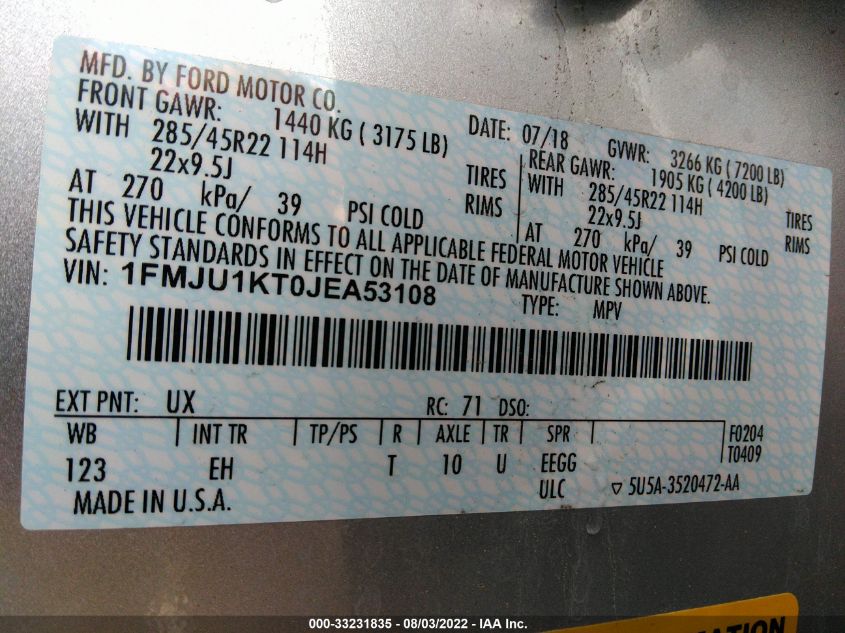 MFD. BY FORD MOTOR CO.
DATE: 07/18 GVWR: 3266 KG ( 7200 LB)
FRONT GAWR: 1440 KG ( 3175 LB) REAR GAWR: 1905 KG ( 4200 LB)
WITH 285/45R22 114H TIRES WITH 285/45R22 114H TIRES
22x9.5J RIMS 22x9.5J RIMS
AT 270 kPa/ 39 PSI COLD AT 270 kPa/ 39 PSI COLD
THIS VEHICLE CONFORMS TO ALL APPLICABLE FEDERAL MOTOR VEHICLE
SAFETY STANDARDS IN EFFECT ON THE DATE OF MANUFACTURE SHOWN ABOVE.
VIN: 1FMJU1KT0JEA53108 TYPE: MPV
EXT PNT: UX RC: 71 DSO:
WB INT TR TP/PS R AXLE TR SPR F0204
123 EH T 10 U EEGG T0409
MADE IN U.S.A. ULC ▽ 5U5A-3520472-AA
000-33231835 - 08/03/2022 - IAA Inc.